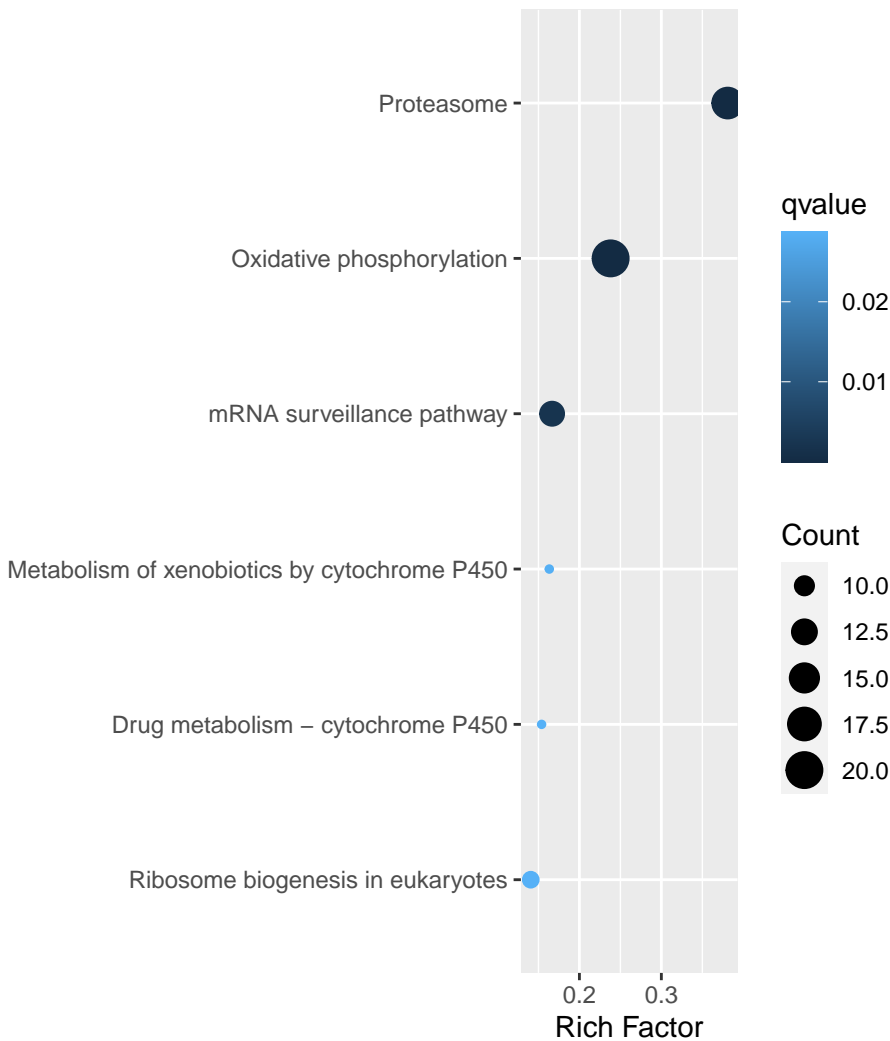 Proteasome
Oxidative phosphorylation
mRNA surveillance pathway
Metabolism of xenobiotics by cytochrome P450
Drug metabolism − cytochrome P450
Ribosome biogenesis in eukaryotes
0.2
0.3
Rich Factor
qvalue
0.02
0.01
Count
10.0
12.5
15.0
17.5
20.0